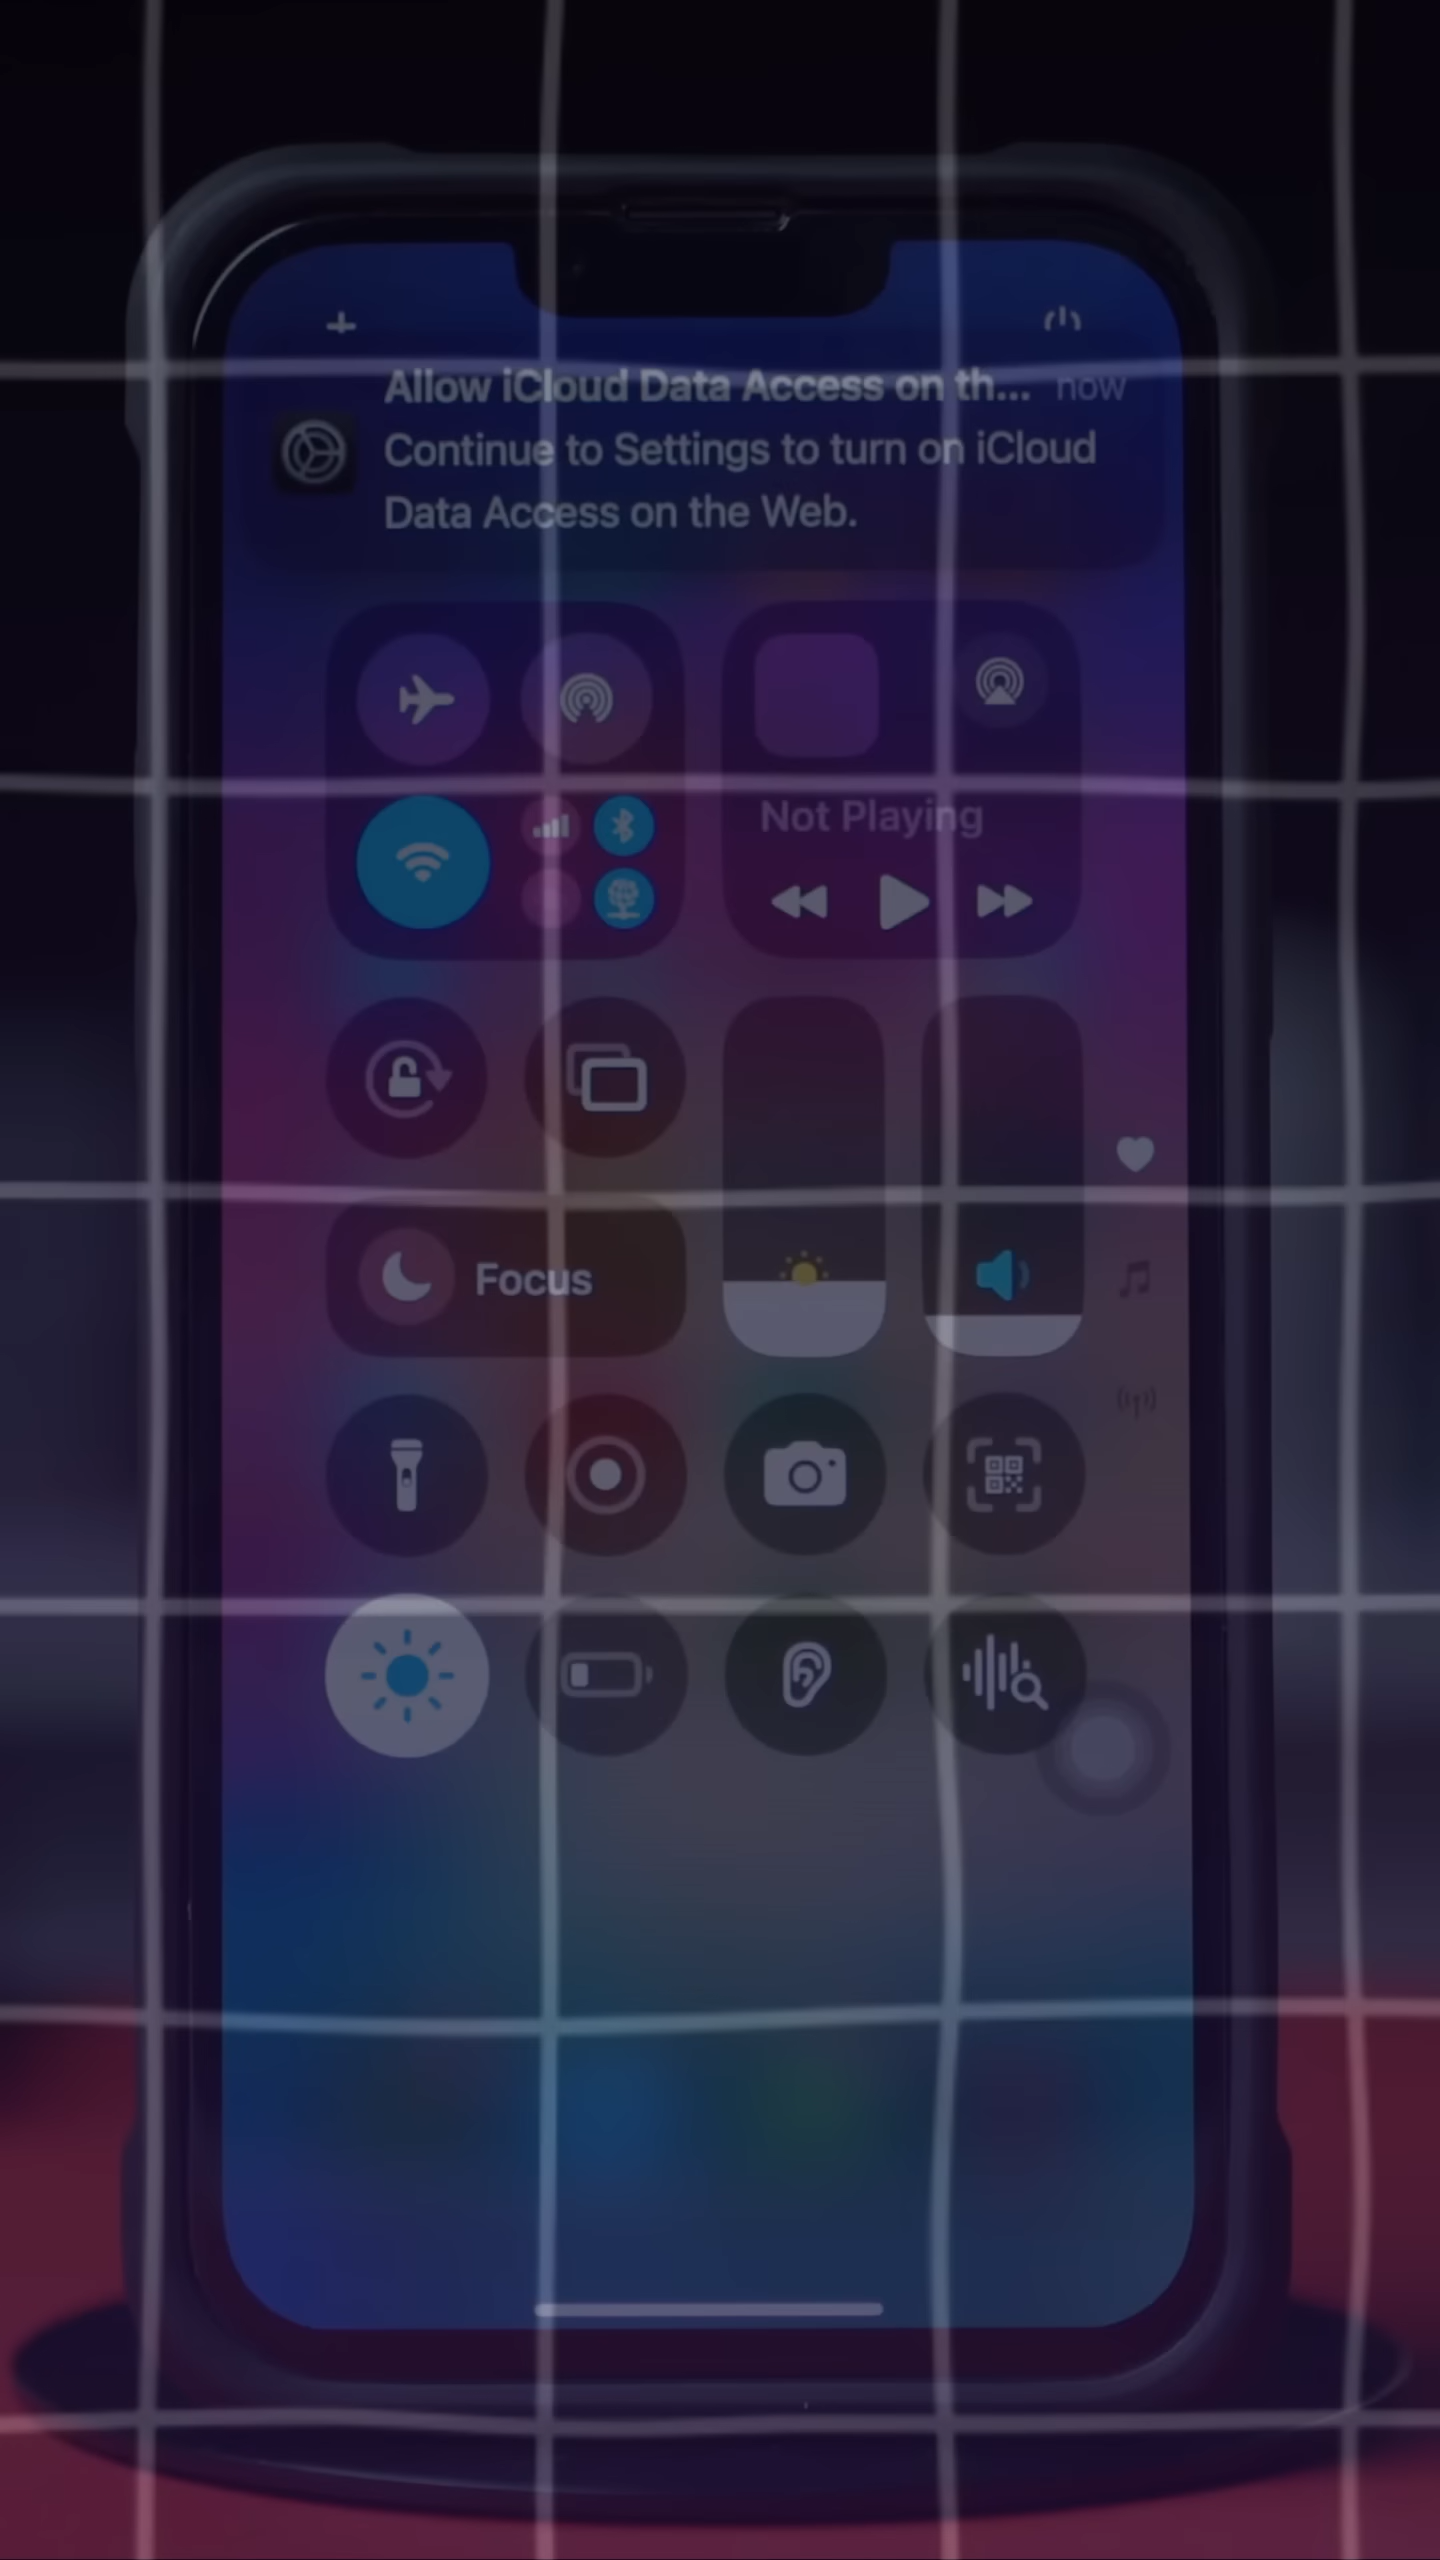 Allow iCloud Data Access on th... now
Continue to Settings to turn on iCloud
Data Access on the Web.
Not Playing
Focus